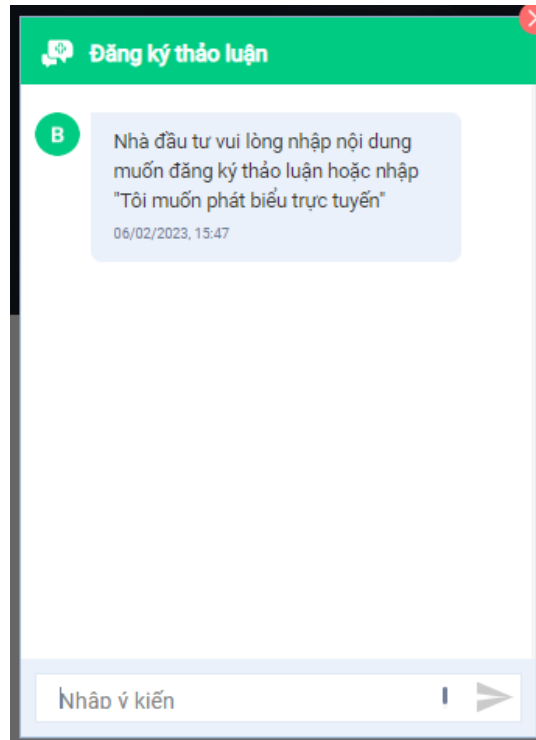 Đăng ký thảo luận
B
Nhà đầu tư vui lòng nhập nội dung
muốn đăng ký thảo luận hoặc nhập
"Tôi muốn phát biểu trực tuyến"
06/02/2023, 15:47
Nhập ý kiến